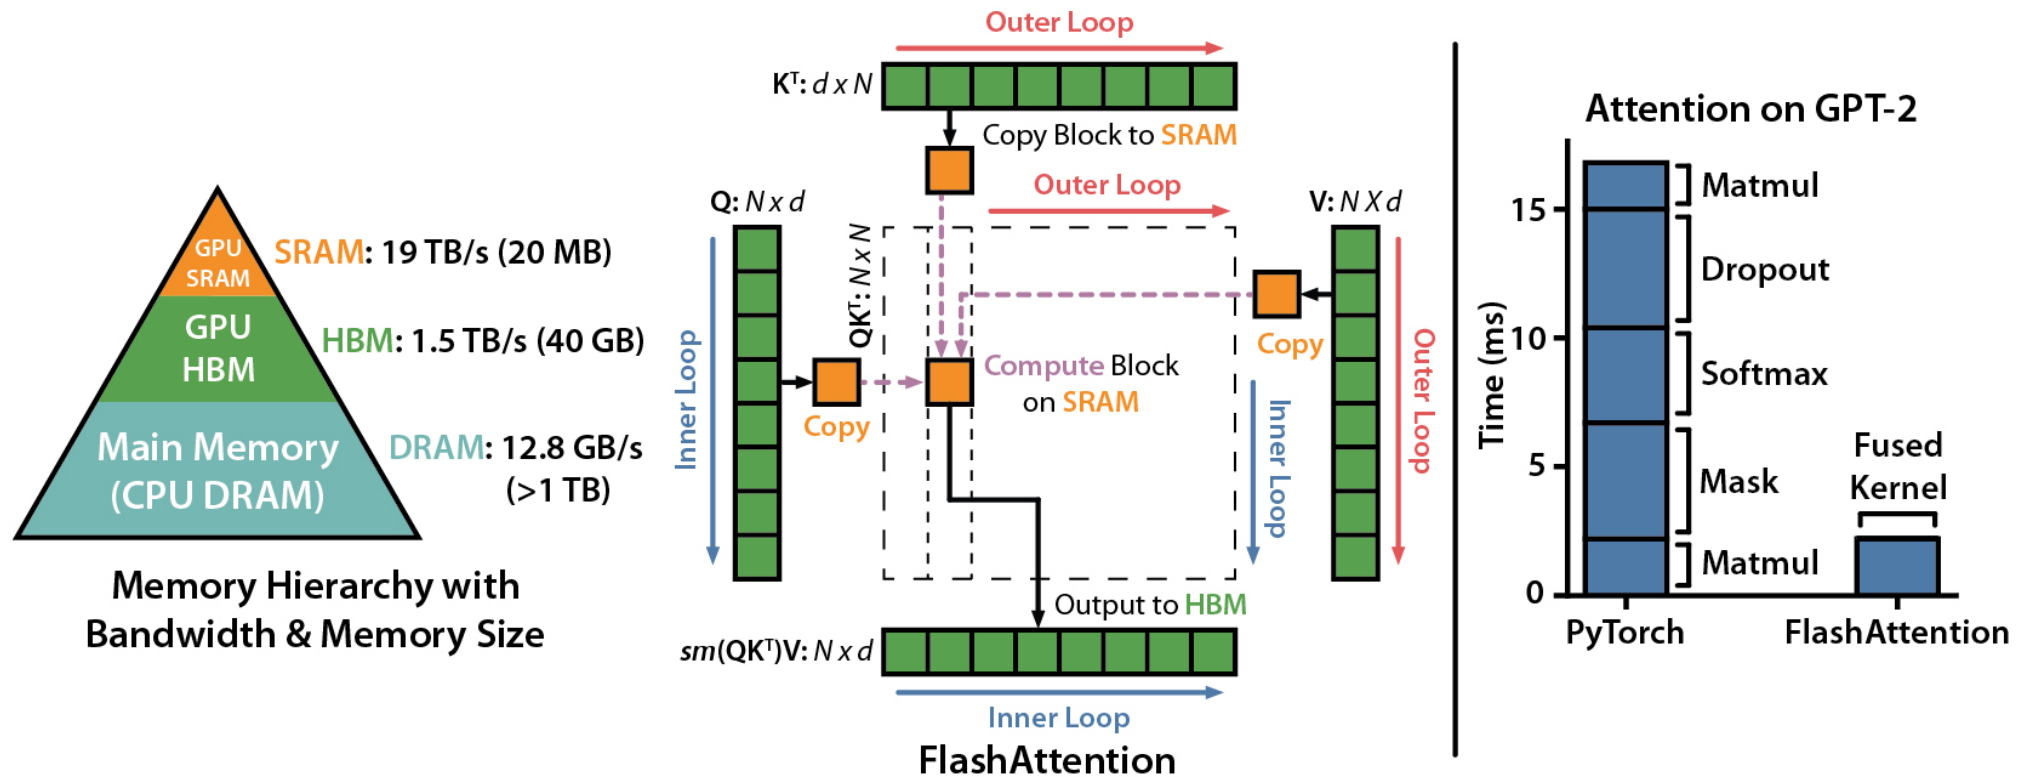 GPU
SRAM
GPU
HBM
Main Memory
(CPU DRAM)
SRAM: 19 TB/s (20 MB)
HBM: 1.5 TB/s (40 GB)
DRAM: 12.8 GB/s
(>1 TB)
Memory Hierarchy with
Bandwidth & Memory Size
Outer Loop
Kᵀ: d x N
Copy Block to SRAM
Outer Loop
Q: N x d
V: N X d
QKᵀ: N x N
Inner Loop
Copy
Compute Block
on SRAM
Copy
Inner Loop
Outer Loop
Output to HBM
sm(QKᵀ)V: N x d
Inner Loop
FlashAttention
Attention on GPT-2
Time (ms)
15
10
5
0
Matmul
Dropout
Softmax
Mask
Matmul
Fused
Kernel
PyTorch
FlashAttention